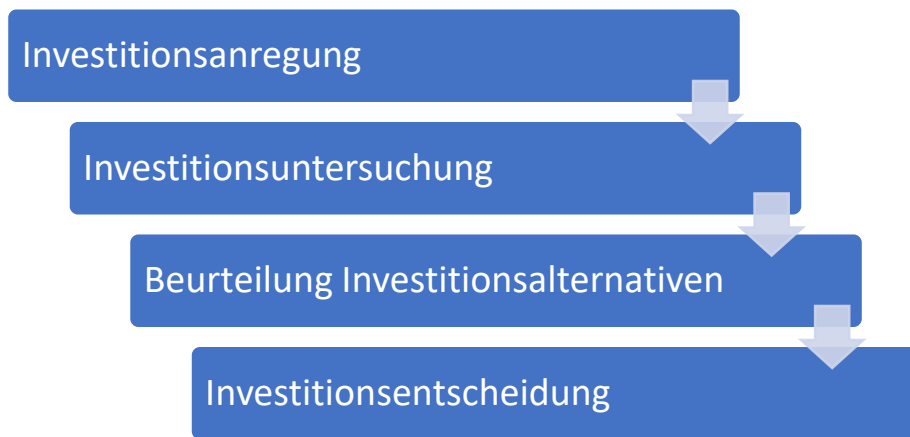 Investitionsanregung
Investitionsuntersuchung
Beurteilung Investitionsalternativen
Investitionsentscheidung